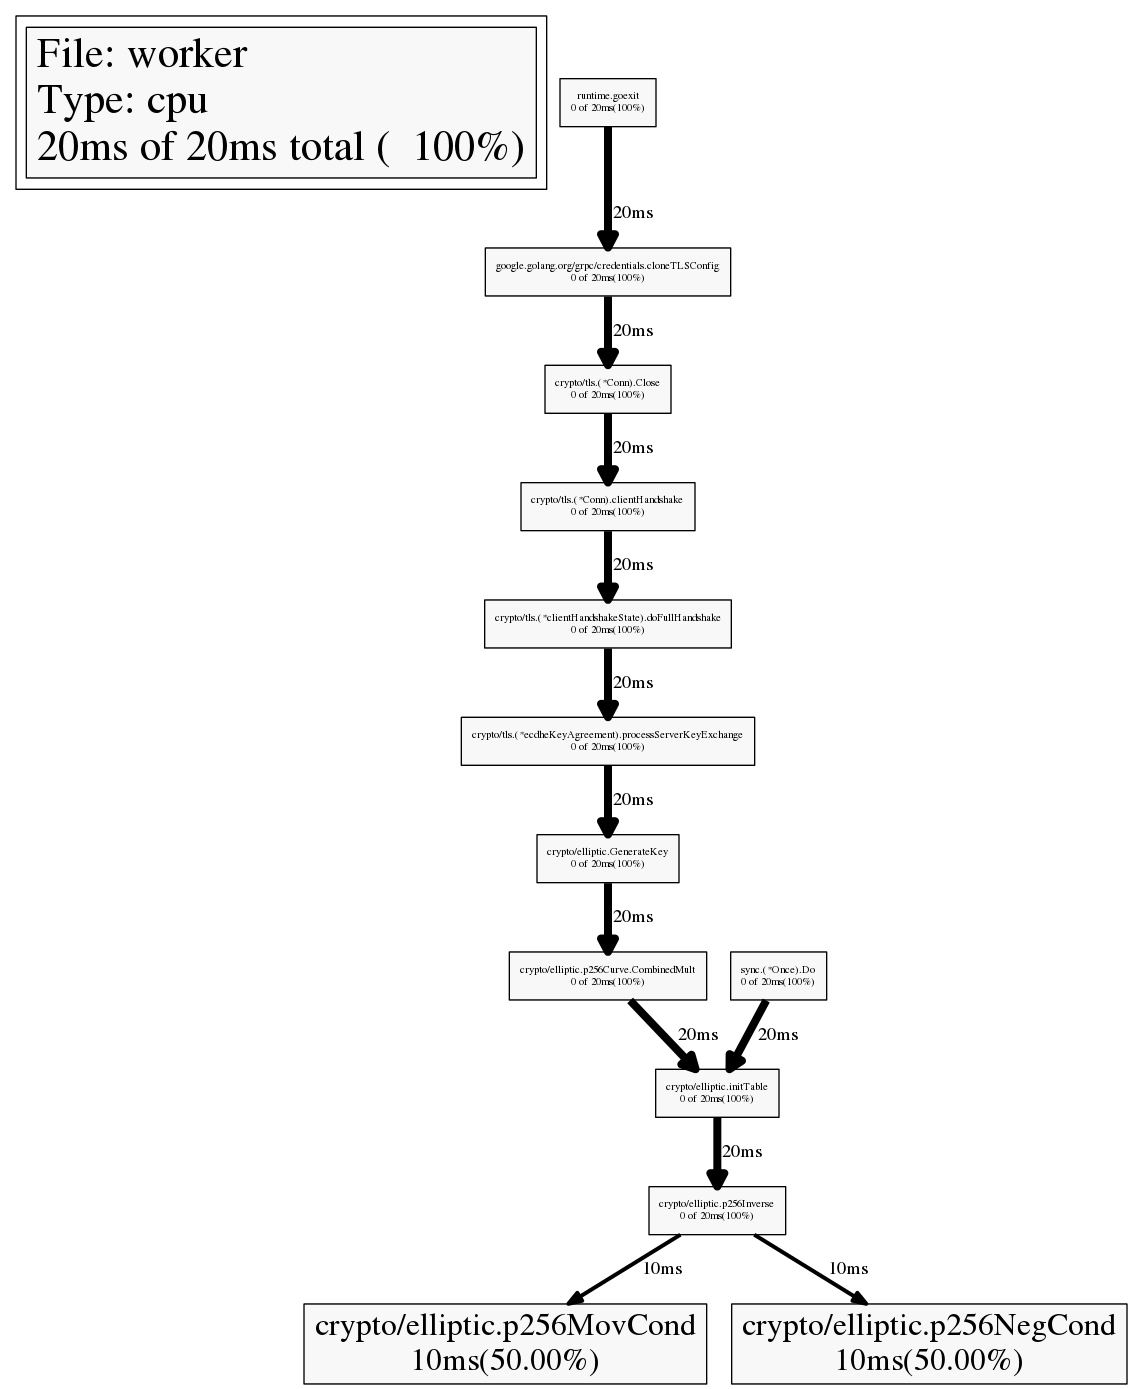 File: worker
Type: cpu
20ms of 20ms total ( 100%)
runtime.goexit
0 of 20ms(100%)
20ms
google.golang.org/grpc/credentials.cloneTLSConfig
0 of 20ms(100%)
20ms
crypto/tls.(*Conn).Close
0 of 20ms(100%)
20ms
crypto/tls.(*Conn).clientHandshake
0 of 20ms(100%)
20ms
crypto/tls.(*clientHandshakeState).doFullHandshake
0 of 20ms(100%)
20ms
crypto/tls.(*ecdheKeyAgreement).processServerKeyExchange
0 of 20ms(100%)
20ms
crypto/elliptic.GenerateKey
0 of 20ms(100%)
20ms
crypto/elliptic.p256Curve.CombinedMult
0 of 20ms(100%)
sync.(*Once).Do
0 of 20ms(100%)
20ms
20ms
crypto/elliptic.initTable
0 of 20ms(100%)
20ms
crypto/elliptic.p256Inverse
0 of 20ms(100%)
10ms
10ms
crypto/elliptic.p256MovCond
10ms(50.00%)
crypto/elliptic.p256NegCond
10ms(50.00%)